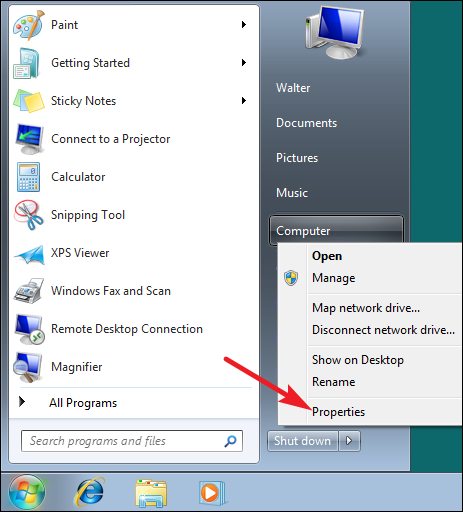 Paint
Getting Started
Sticky Notes
Connect to a Projector
Calculator
Snipping Tool
XPS Viewer
Windows Fax and Scan
Remote Desktop Connection
Magnifier
All Programs
Search programs and files
Walter
Documents
Pictures
Music
Computer
Open
Manage
Map network drive...
Disconnect network drive...
Show on Desktop
Rename
Properties
Shut down